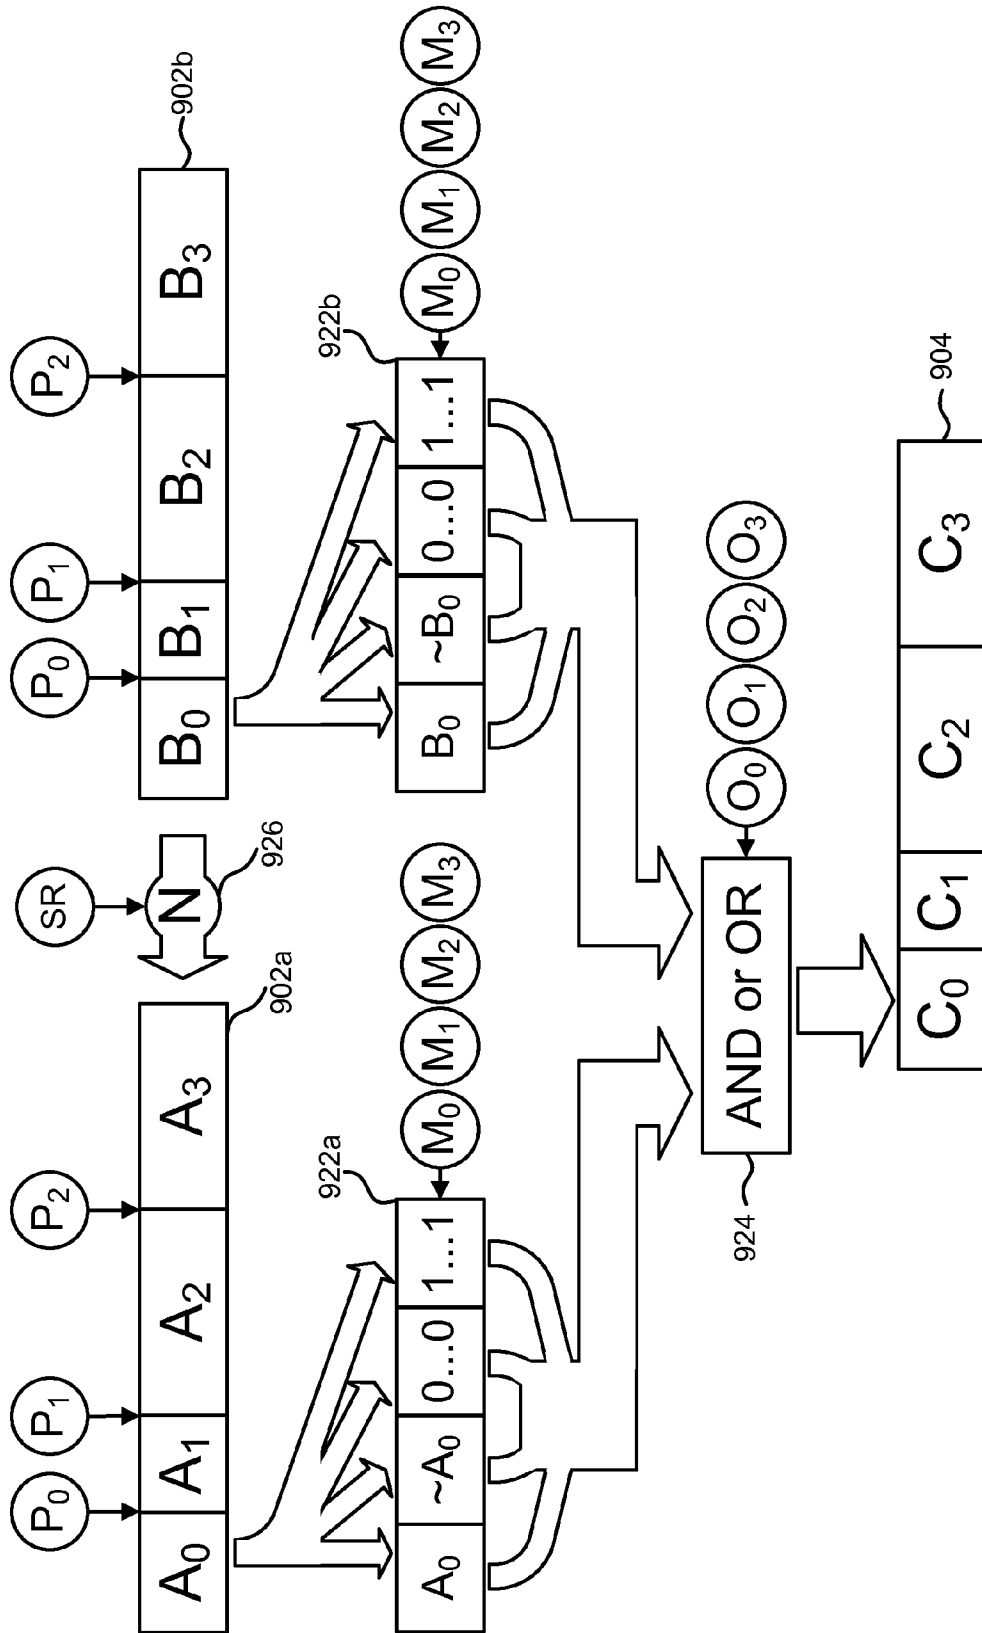 P0 P1 P2 SR P0 P1 P2
A0 A1 A2 A3 902a N 926 B0 B1 B2 B3 902b
922a 922b
A0 ~A0 0...0 1...1 M0 M1 M2 M3
B0 ~B0 0...0 1...1 M0 M1 M2 M3
924 AND or OR O0 O1 O2 O3
C0 C1 C2 C3 904